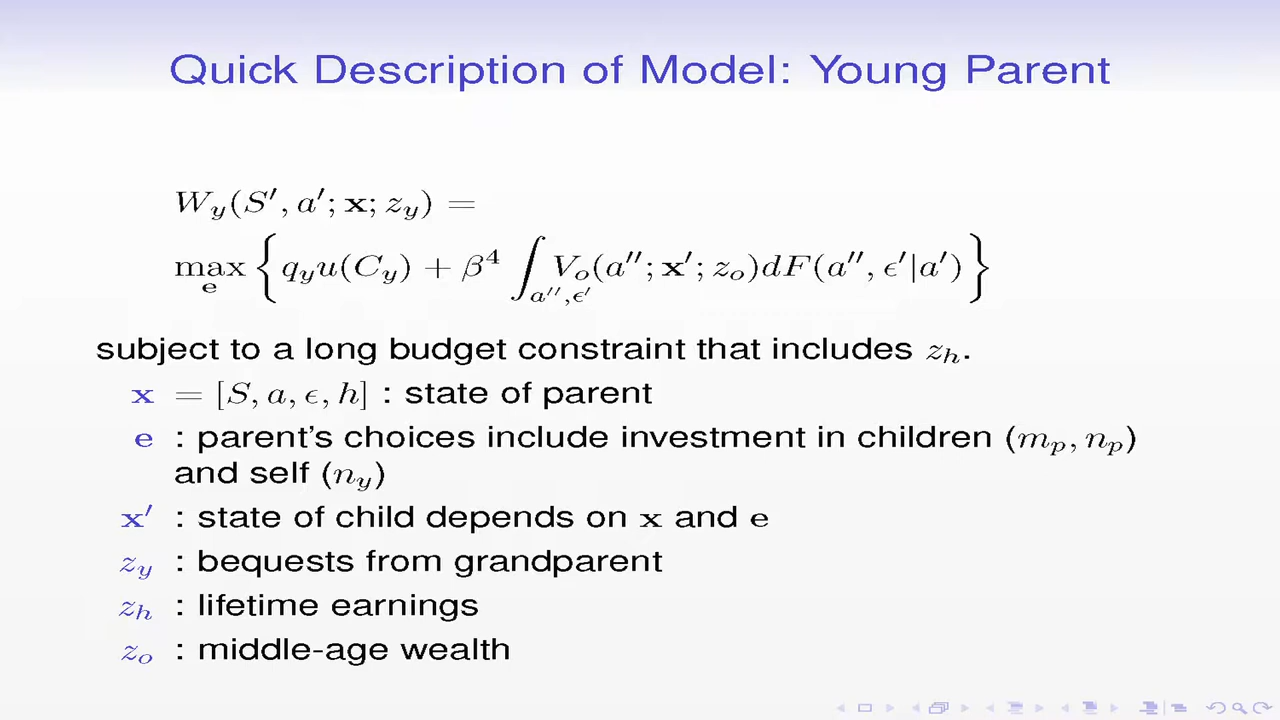 Quick Description of Model: Young Parent
W_y(S′, a′; x; z_y) =
max_e { q_y u(C_y) + β⁴ ∫_{a″,ϵ′} V_o(a″; x′; z_o)dF(a″, ϵ′|a′) }
subject to a long budget constraint that includes z_h.
x = [S, a, ϵ, h] : state of parent
e : parent's choices include investment in children (m_p, n_p)
and self (n_y)
x′ : state of child depends on x and e
z_y : bequests from grandparent
z_h : lifetime earnings
z_o : middle-age wealth